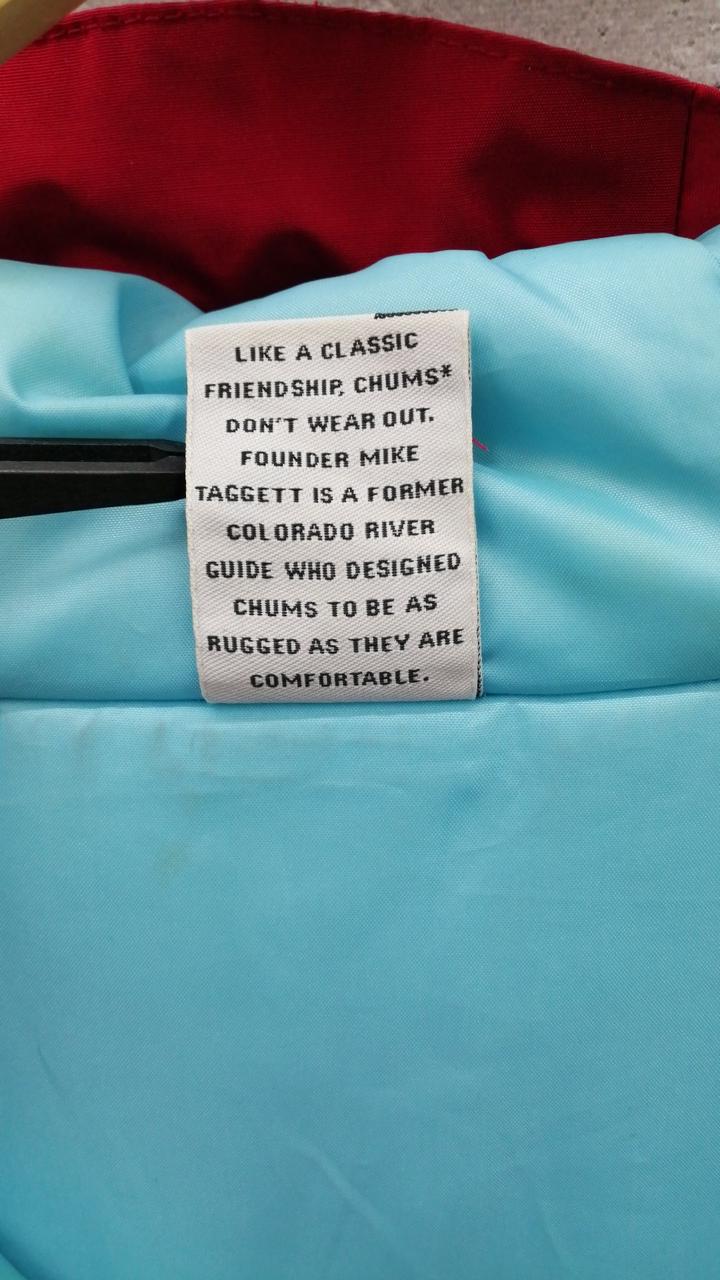 LIKE A CLASSIC
FRIENDSHIP, CHUMS*
DON'T WEAR OUT.
FOUNDER MIKE
TAGGETT IS A FORMER
COLORADO RIVER
GUIDE WHO DESIGNED
CHUMS TO BE AS
RUGGED AS THEY ARE
COMFORTABLE.